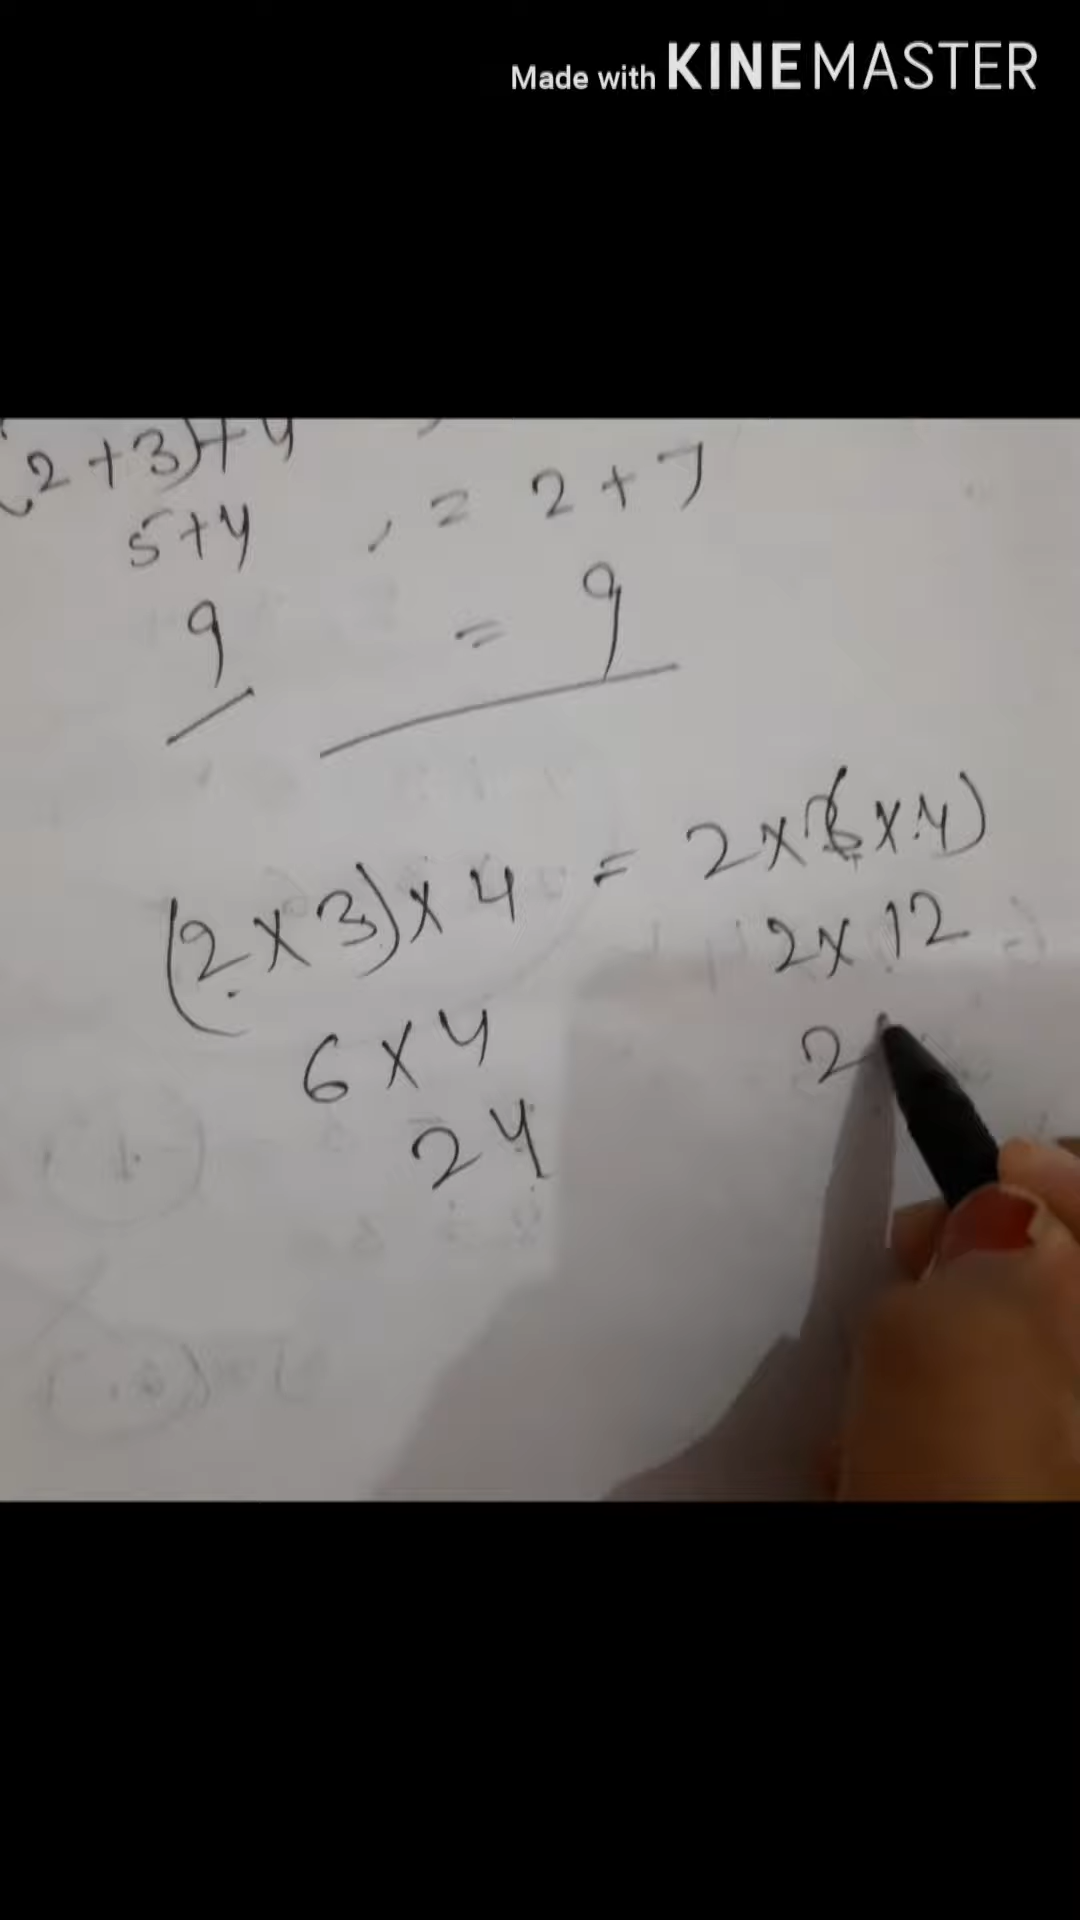 Made with KINEMASTER
(2+3)+4
5+4 , = 2+7
9 = 9
(2×3)×4 = 2×(3×4)
6×4 2×12
24 2